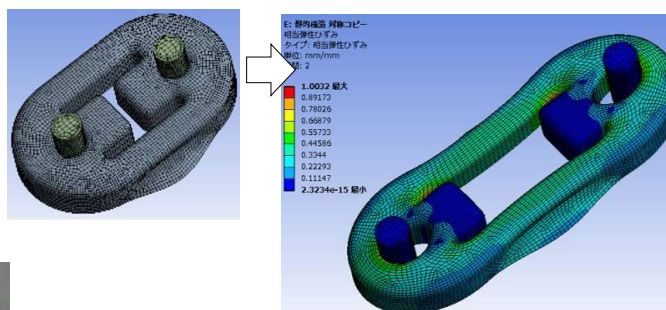 E: 静的構造 対称コピー
相当弾性ひずみ
タイプ: 相当弾性ひずみ
単位: mm/mm
: 2
1.0032 最大
0.89173
0.78026
0.66879
0.55733
0.44586
0.3344
0.22293
0.11147
2.3234e-15 最小